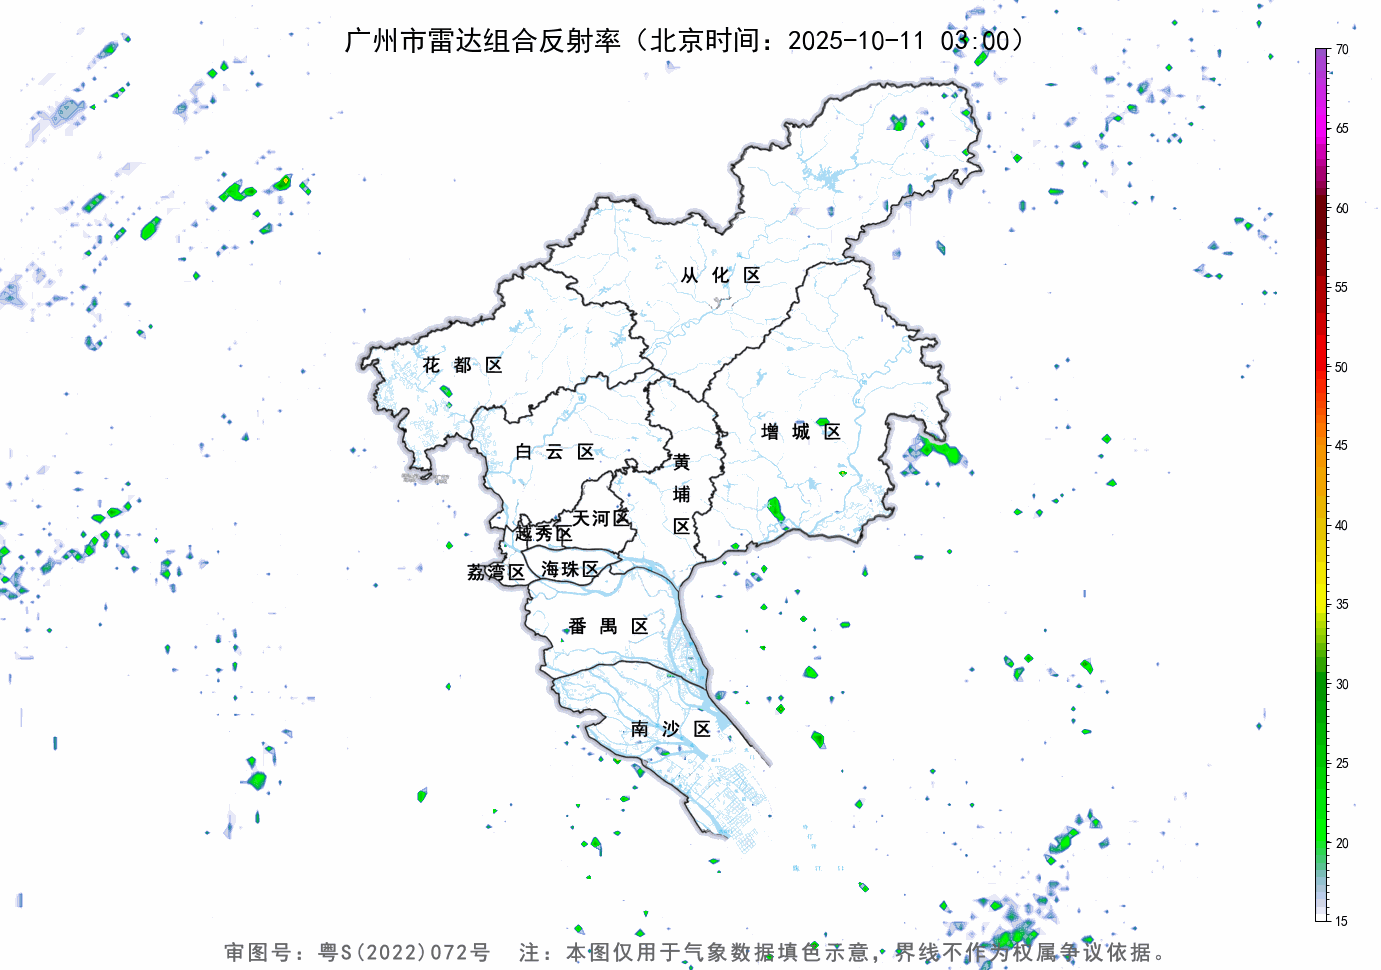 广州市雷达组合反射率（北京时间：2025-10-11 03:00）
70
65
60
55
50
45
40
35
30
25
20
15
从化区
花都区
增城区
白云区
黄埔区
天河区
越秀区
海珠区
荔湾区
番禺区
南沙区
审图号：粤S(2022)072号 注：本图仅用于气象数据填色示意，界线不作为权属争议依据。